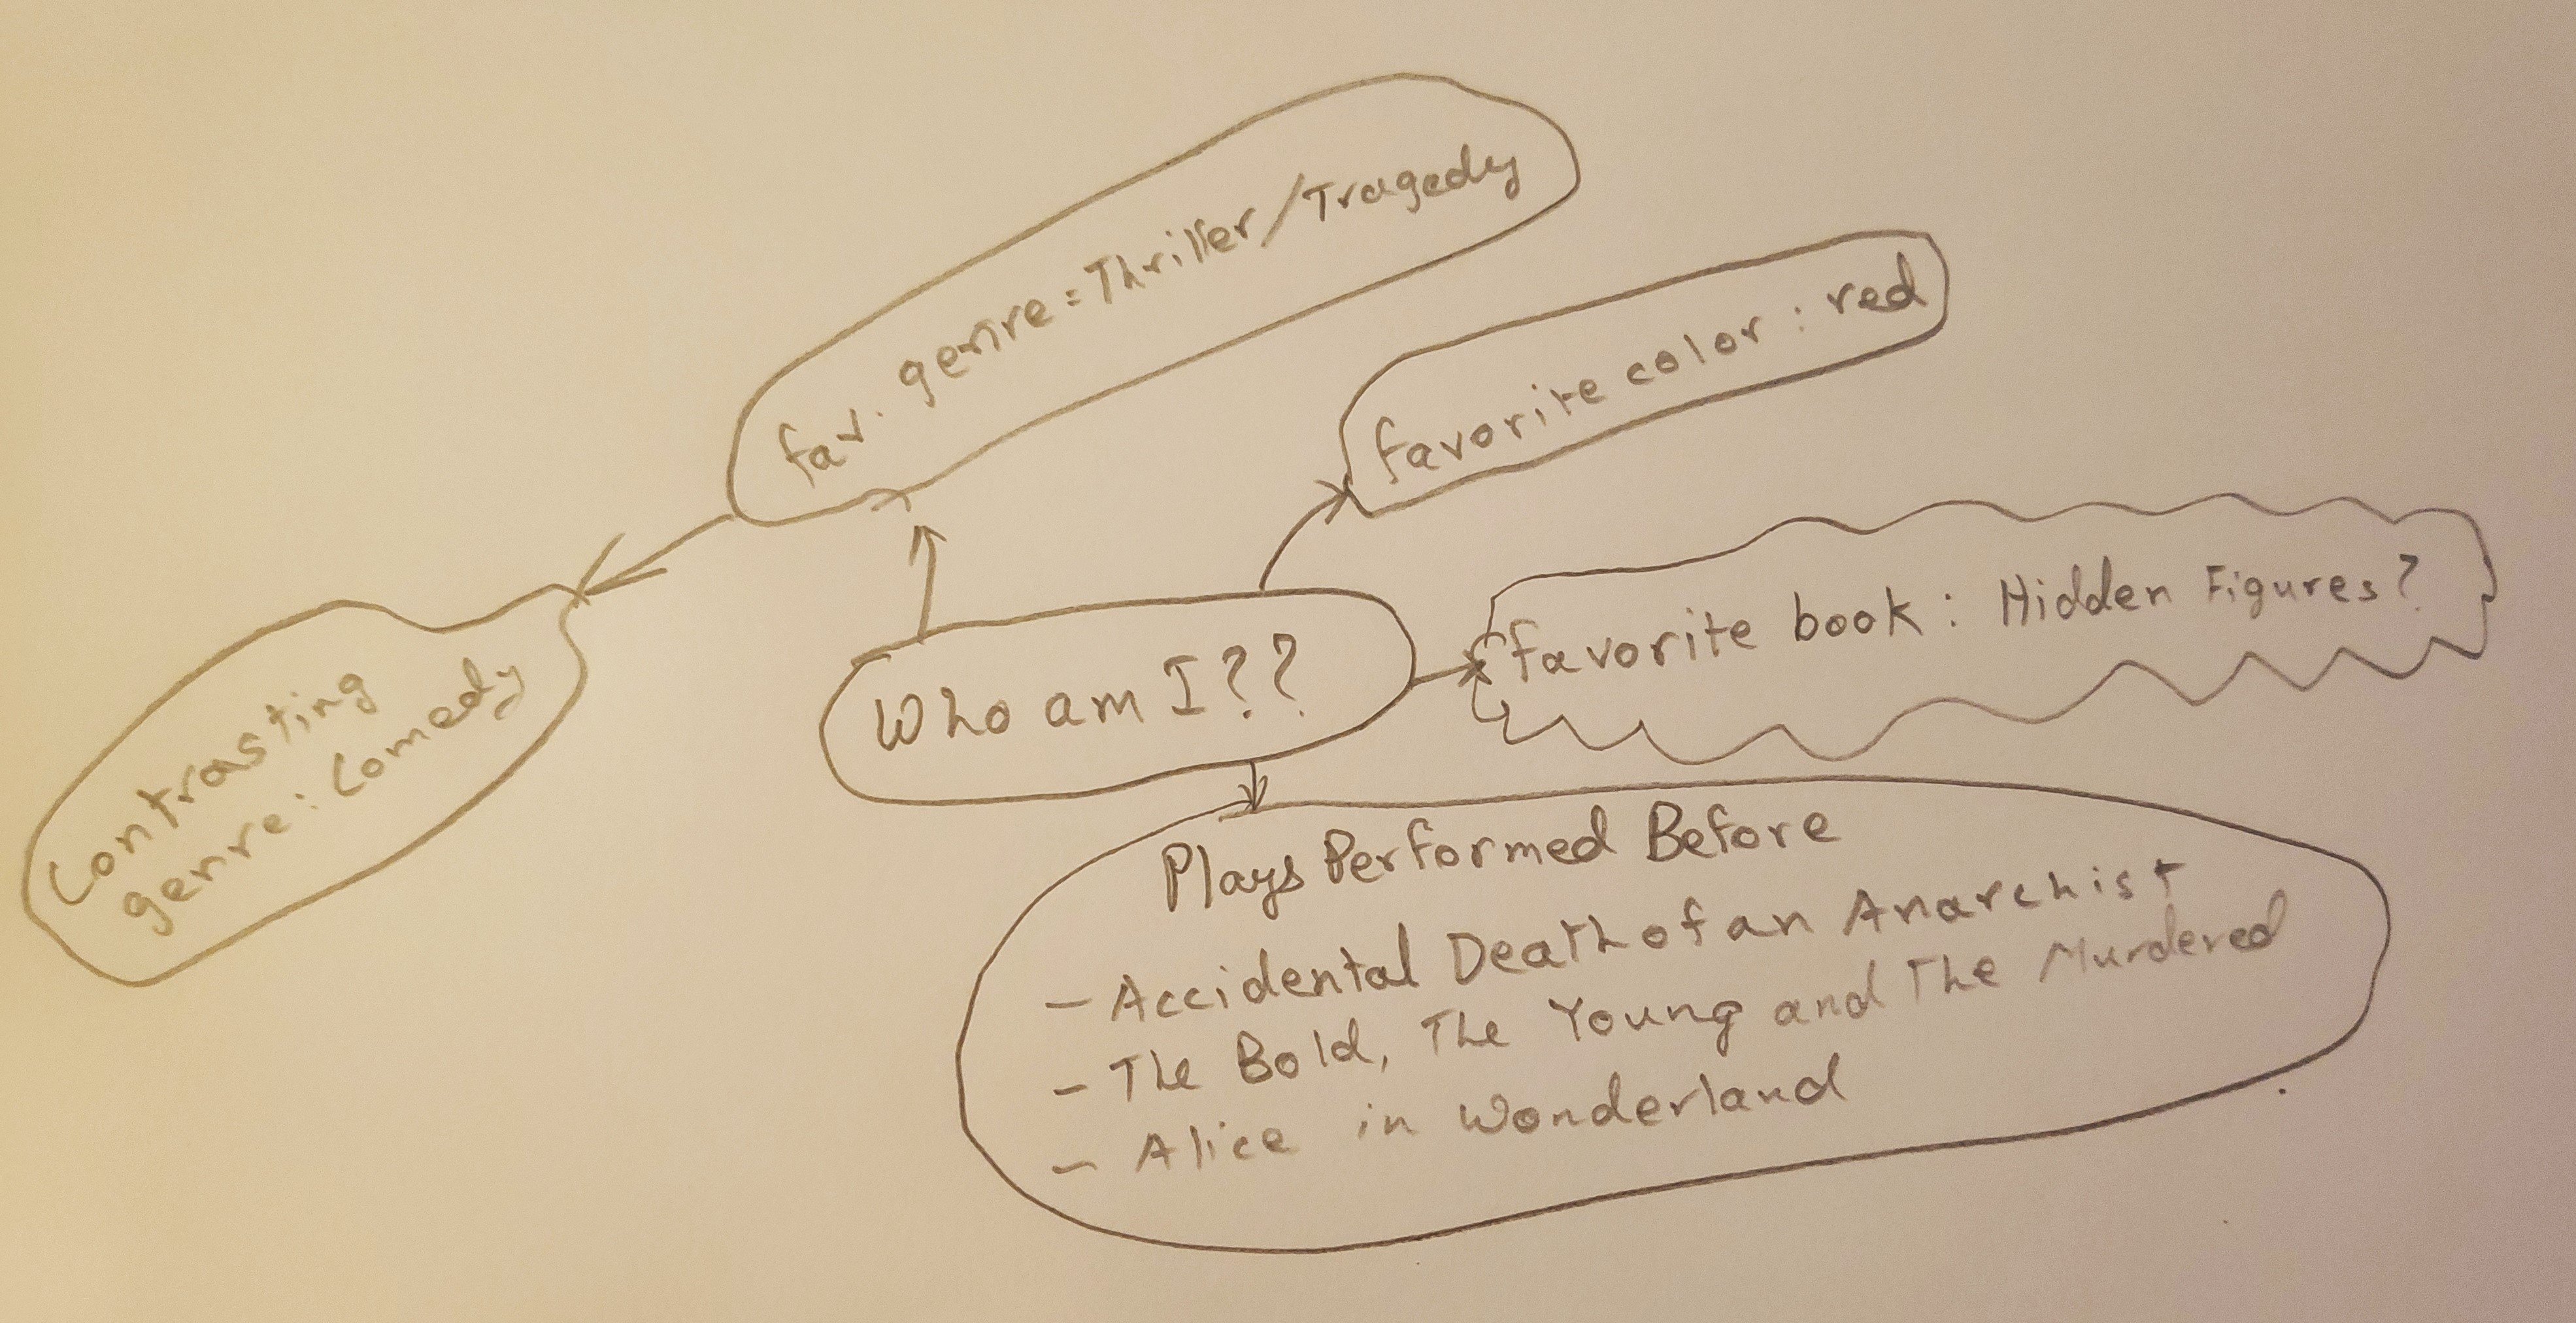 fav. genre = Thriller/Tragedy
favorite color : red
favorite book : Hidden Figures?
Who am I??
Contrasting
genre : Comedy
Plays Performed Before
- Accidental Death of an Anarchist
- The Bold, The Young and The Murdered
- Alice in Wonderland